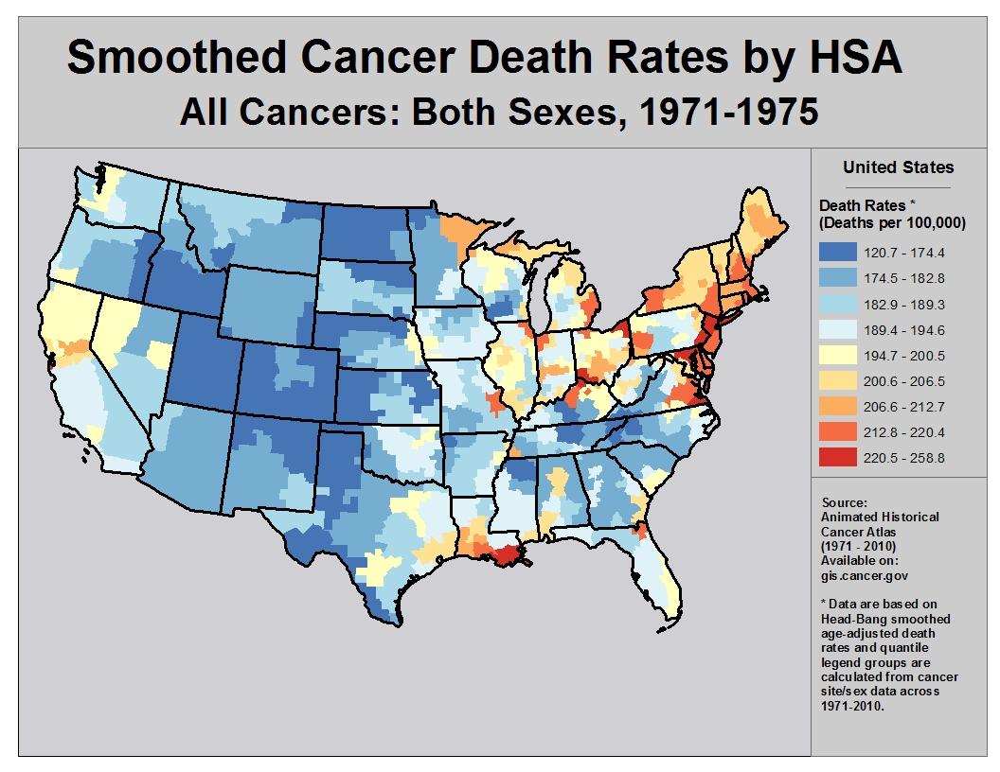 Smoothed Cancer Death Rates by HSA
All Cancers: Both Sexes, 1971-1975
United States
Death Rates *
(Deaths per 100,000)
120.7 - 174.4
174.5 - 182.8
182.9 - 189.3
189.4 - 194.6
194.7 - 200.5
200.6 - 206.5
206.6 - 212.7
212.8 - 220.4
220.5 - 258.8
Source:
Animated Historical
Cancer Atlas
(1971 - 2010)
Available on:
gis.cancer.gov
* Data are based on
Head-Bang smoothed
age-adjusted death
rates and quantile
legend groups are
calculated from cancer
site/sex data across
1971-2010.